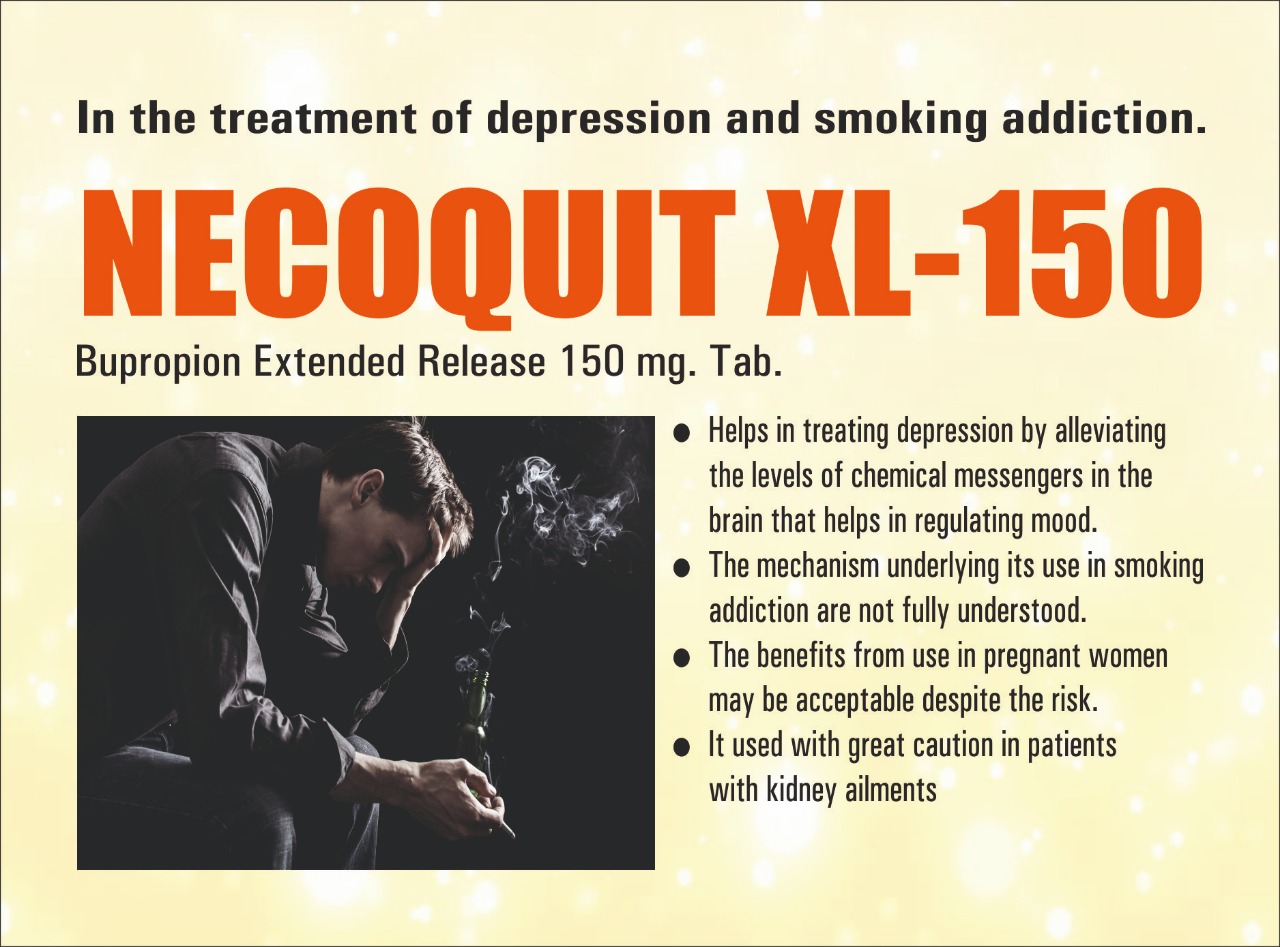 In the treatment of depression and smoking addiction.
NECOQUIT XL-150
Bupropion Extended Release 150 mg. Tab.
● Helps in treating depression by alleviating
the levels of chemical messengers in the
brain that helps in regulating mood.
● The mechanism underlying its use in smoking
addiction are not fully understood.
● The benefits from use in pregnant women
may be acceptable despite the risk.
● It used with great caution in patients
with kidney ailments